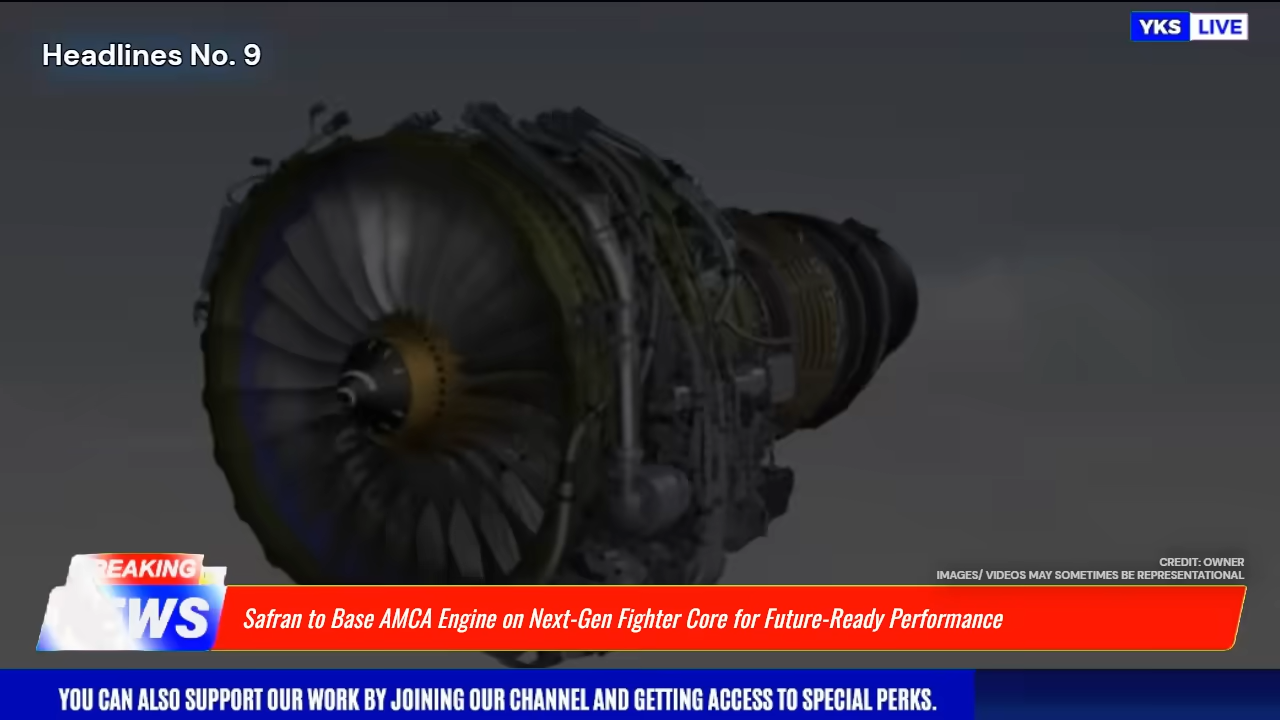 YKS LIVE
Headlines No. 9
CREDIT: OWNER
IMAGES/ VIDEOS MAY SOMETIMES BE REPRESENTATIONAL
Safran to Base AMCA Engine on Next-Gen Fighter Core for Future-Ready Performance
YOU CAN ALSO SUPPORT OUR WORK BY JOINING OUR CHANNEL AND GETTING ACCESS TO SPECIAL PERKS.